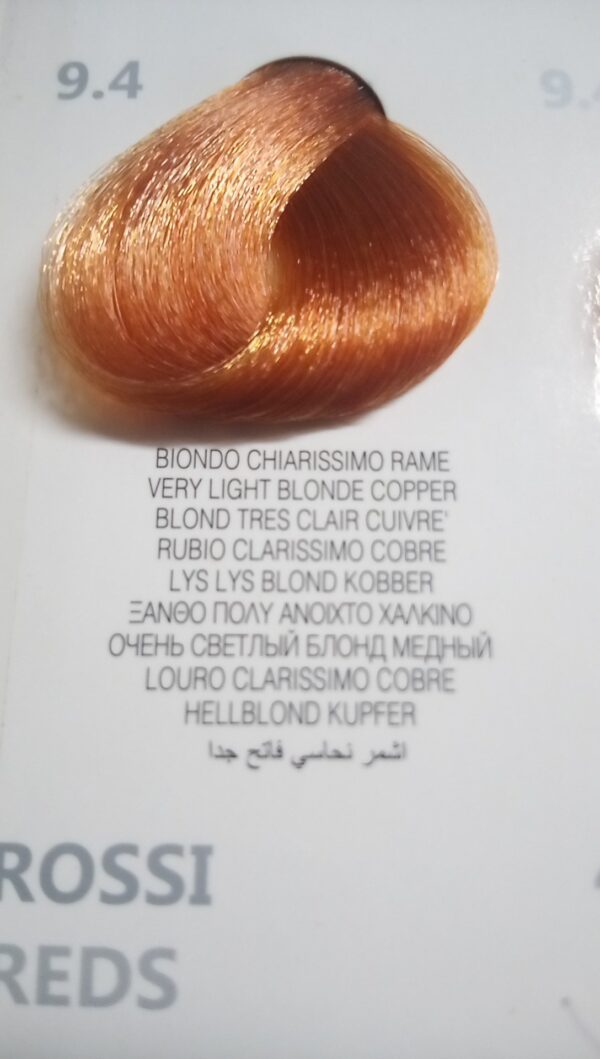 9.4
9.4
BIONDO CHIARISSIMO RAME
VERY LIGHT BLONDE COPPER
BLOND TRES CLAIR CUIVRE'
RUBIO CLARISSIMO COBRE
LYS LYS BLOND KOBBER
ΞΑΝΘΟ ΠΟΛΥ ΑΝΟΙΧΤΟ ΧΑΛΚΙΝΟ
ОЧЕНЬ СВЕТЛЫЙ БЛОНД МЕДНЫЙ
LOURO CLARISSIMO COBRE
HELLBLOND KUPFER
اشمر نحاسي فاتح جدا
ROSSI
REDS